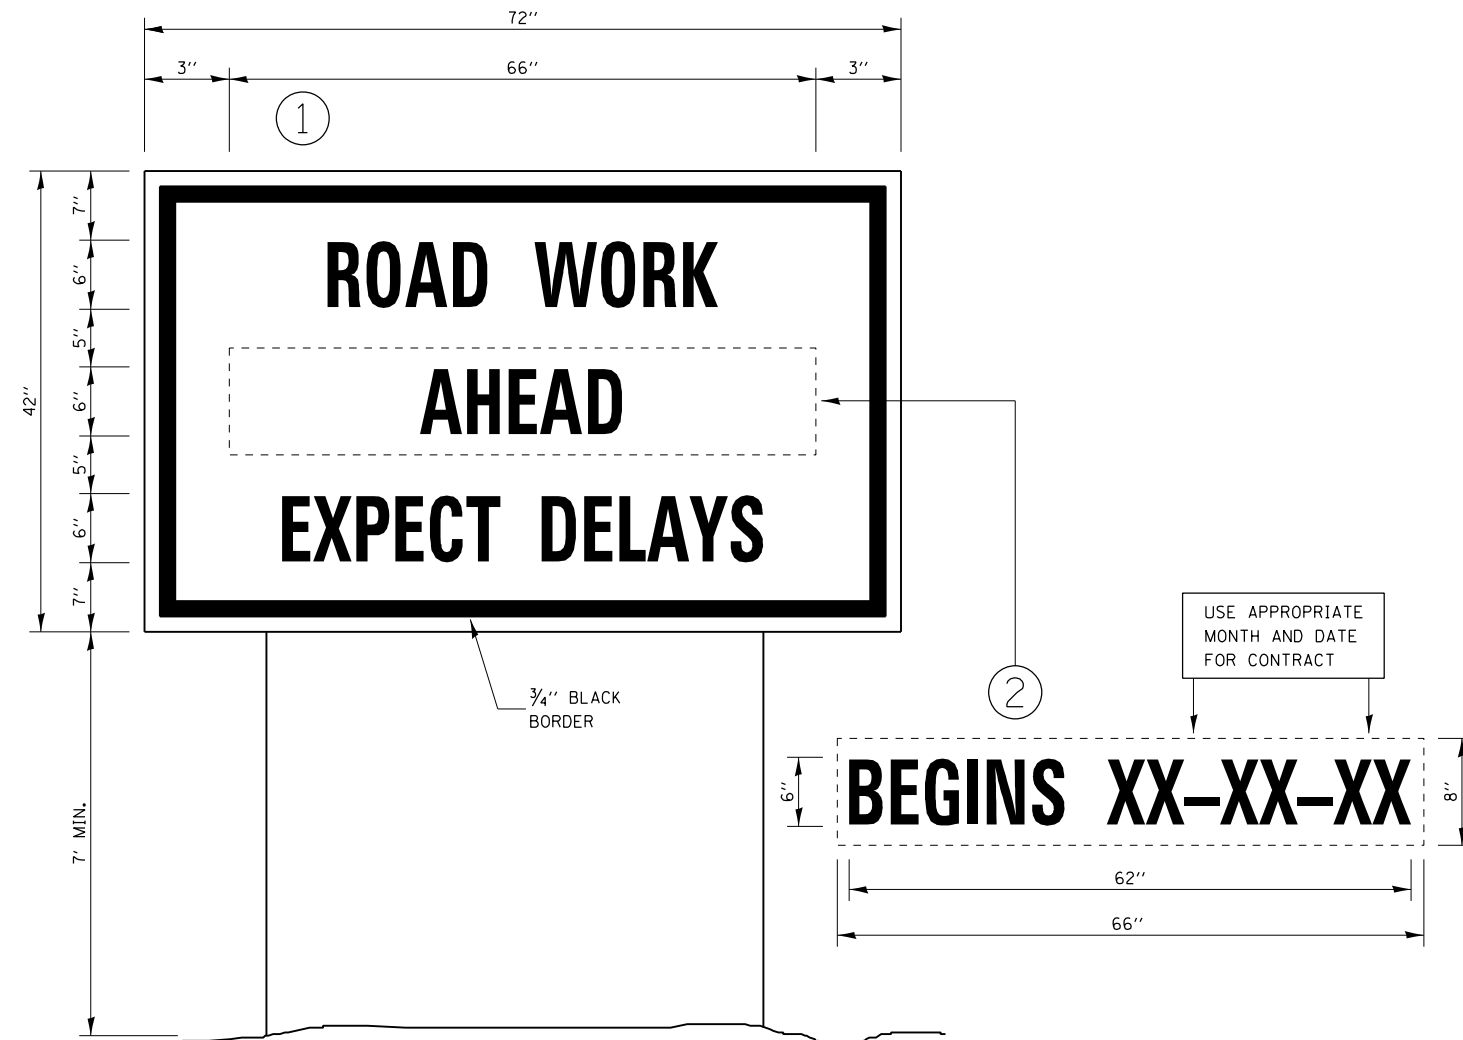 72''
3'' 66'' 3''
1
7''
6''
5''
6''
5''
6''
7''
42''
7' MIN.
ROAD WORK
AHEAD
EXPECT DELAYS
3/4'' BLACK
BORDER
2
USE APPROPRIATE
MONTH AND DATE
FOR CONTRACT
6''
BEGINS XX-XX-XX
8''
62''
66''